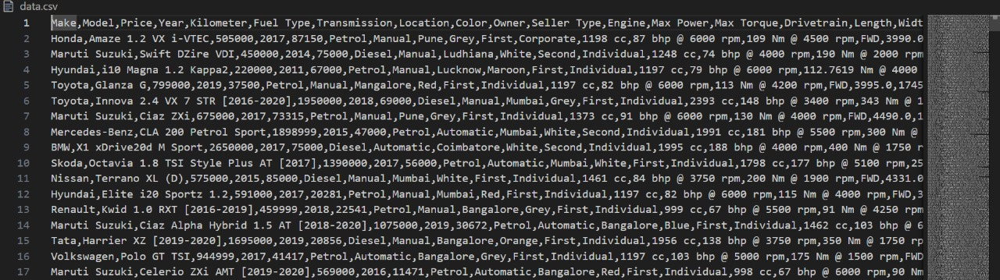 data.csv
1 Make,Model,Price,Year,Kilometer,Fuel Type,Transmission,Location,Color,Owner,Seller Type,Engine,Max Power,Max Torque,Drivetrain,Length,Widt
2 Honda,Amaze 1.2 VX i-VTEC,505000,2017,87150,Petrol,Manual,Pune,Grey,First,Corporate,1198 cc,87 bhp @ 6000 rpm,109 Nm @ 4500 rpm,FWD,3990.0
3 Maruti Suzuki,Swift DZire VDI,450000,2014,75000,Diesel,Manual,Ludhiana,White,Second,Individual,1248 cc,74 bhp @ 4000 rpm,190 Nm @ 2000 rpm
4 Hyundai,i10 Magna 1.2 Kappa2,220000,2011,67000,Petrol,Manual,Lucknow,Maroon,First,Individual,1197 cc,79 bhp @ 6000 rpm,112.7619 Nm @ 4000
5 Toyota,Glanza G,799000,2019,37500,Petrol,Manual,Mangalore,Red,First,Individual,1197 cc,82 bhp @ 6000 rpm,113 Nm @ 4200 rpm,FWD,3995.0,1745
6 Toyota,Innova 2.4 VX 7 STR [2016-2020],1950000,2018,69000,Diesel,Manual,Mumbai,Grey,First,Individual,2393 cc,148 bhp @ 3400 rpm,343 Nm @ 1
7 Maruti Suzuki,Ciaz ZXi,675000,2017,73315,Petrol,Manual,Pune,Grey,First,Individual,1373 cc,91 bhp @ 6000 rpm,130 Nm @ 4000 rpm,FWD,4490.0,1
8 Mercedes-Benz,CLA 200 Petrol Sport,1898999,2015,47000,Petrol,Automatic,Mumbai,White,Second,Individual,1991 cc,181 bhp @ 5500 rpm,300 Nm @
9 BMW,X1 xDrive20d M Sport,2650000,2017,75000,Diesel,Automatic,Coimbatore,White,Second,Individual,1995 cc,188 bhp @ 4000 rpm,400 Nm @ 1750 r
10 Skoda,Octavia 1.8 TSI Style Plus AT [2017],1390000,2017,56000,Petrol,Automatic,Mumbai,White,First,Individual,1798 cc,177 bhp @ 5100 rpm,25
11 Nissan,Terrano XL (D),575000,2015,85000,Diesel,Manual,Mumbai,White,First,Individual,1461 cc,84 bhp @ 3750 rpm,200 Nm @ 1900 rpm,FWD,4331.0
12 Hyundai,Elite i20 Sportz 1.2,591000,2017,20281,Petrol,Manual,Mumbai,Red,First,Individual,1197 cc,82 bhp @ 6000 rpm,115 Nm @ 4000 rpm,FWD,3
13 Renault,Kwid 1.0 RXT [2016-2019],459999,2018,22541,Petrol,Manual,Bangalore,Grey,First,Individual,999 cc,67 bhp @ 5500 rpm,91 Nm @ 4250 rpm
14 Maruti Suzuki,Ciaz Alpha Hybrid 1.5 AT [2018-2020],1075000,2019,30672,Petrol,Automatic,Bangalore,Blue,First,Individual,1462 cc,103 bhp @ 6
15 Tata,Harrier XZ [2019-2020],1695000,2019,20856,Diesel,Manual,Bangalore,Orange,First,Individual,1956 cc,138 bhp @ 3750 rpm,350 Nm @ 1750 rp
16 Volkswagen,Polo GT TSI,944999,2017,41417,Petrol,Automatic,Bangalore,Grey,First,Individual,1197 cc,103 bhp @ 5000 rpm,175 Nm @ 1500 rpm,FWD
17 Maruti Suzuki,Celerio ZXi AMT [2019-2020],569000,2016,11471,Petrol,Automatic,Bangalore,Red,First,Individual,998 cc,67 bhp @ 6000 rpm,90 Nm